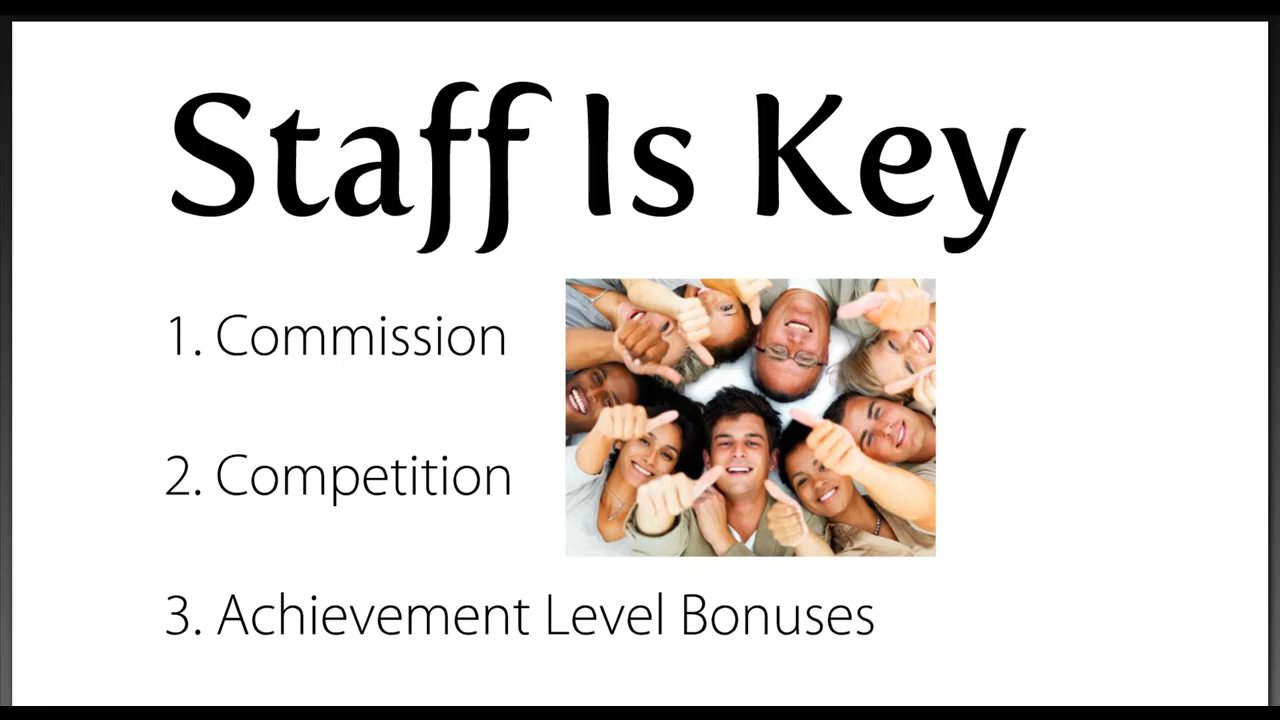 Staff Is Key
1. Commission
2. Competition
3. Achievement Level Bonuses